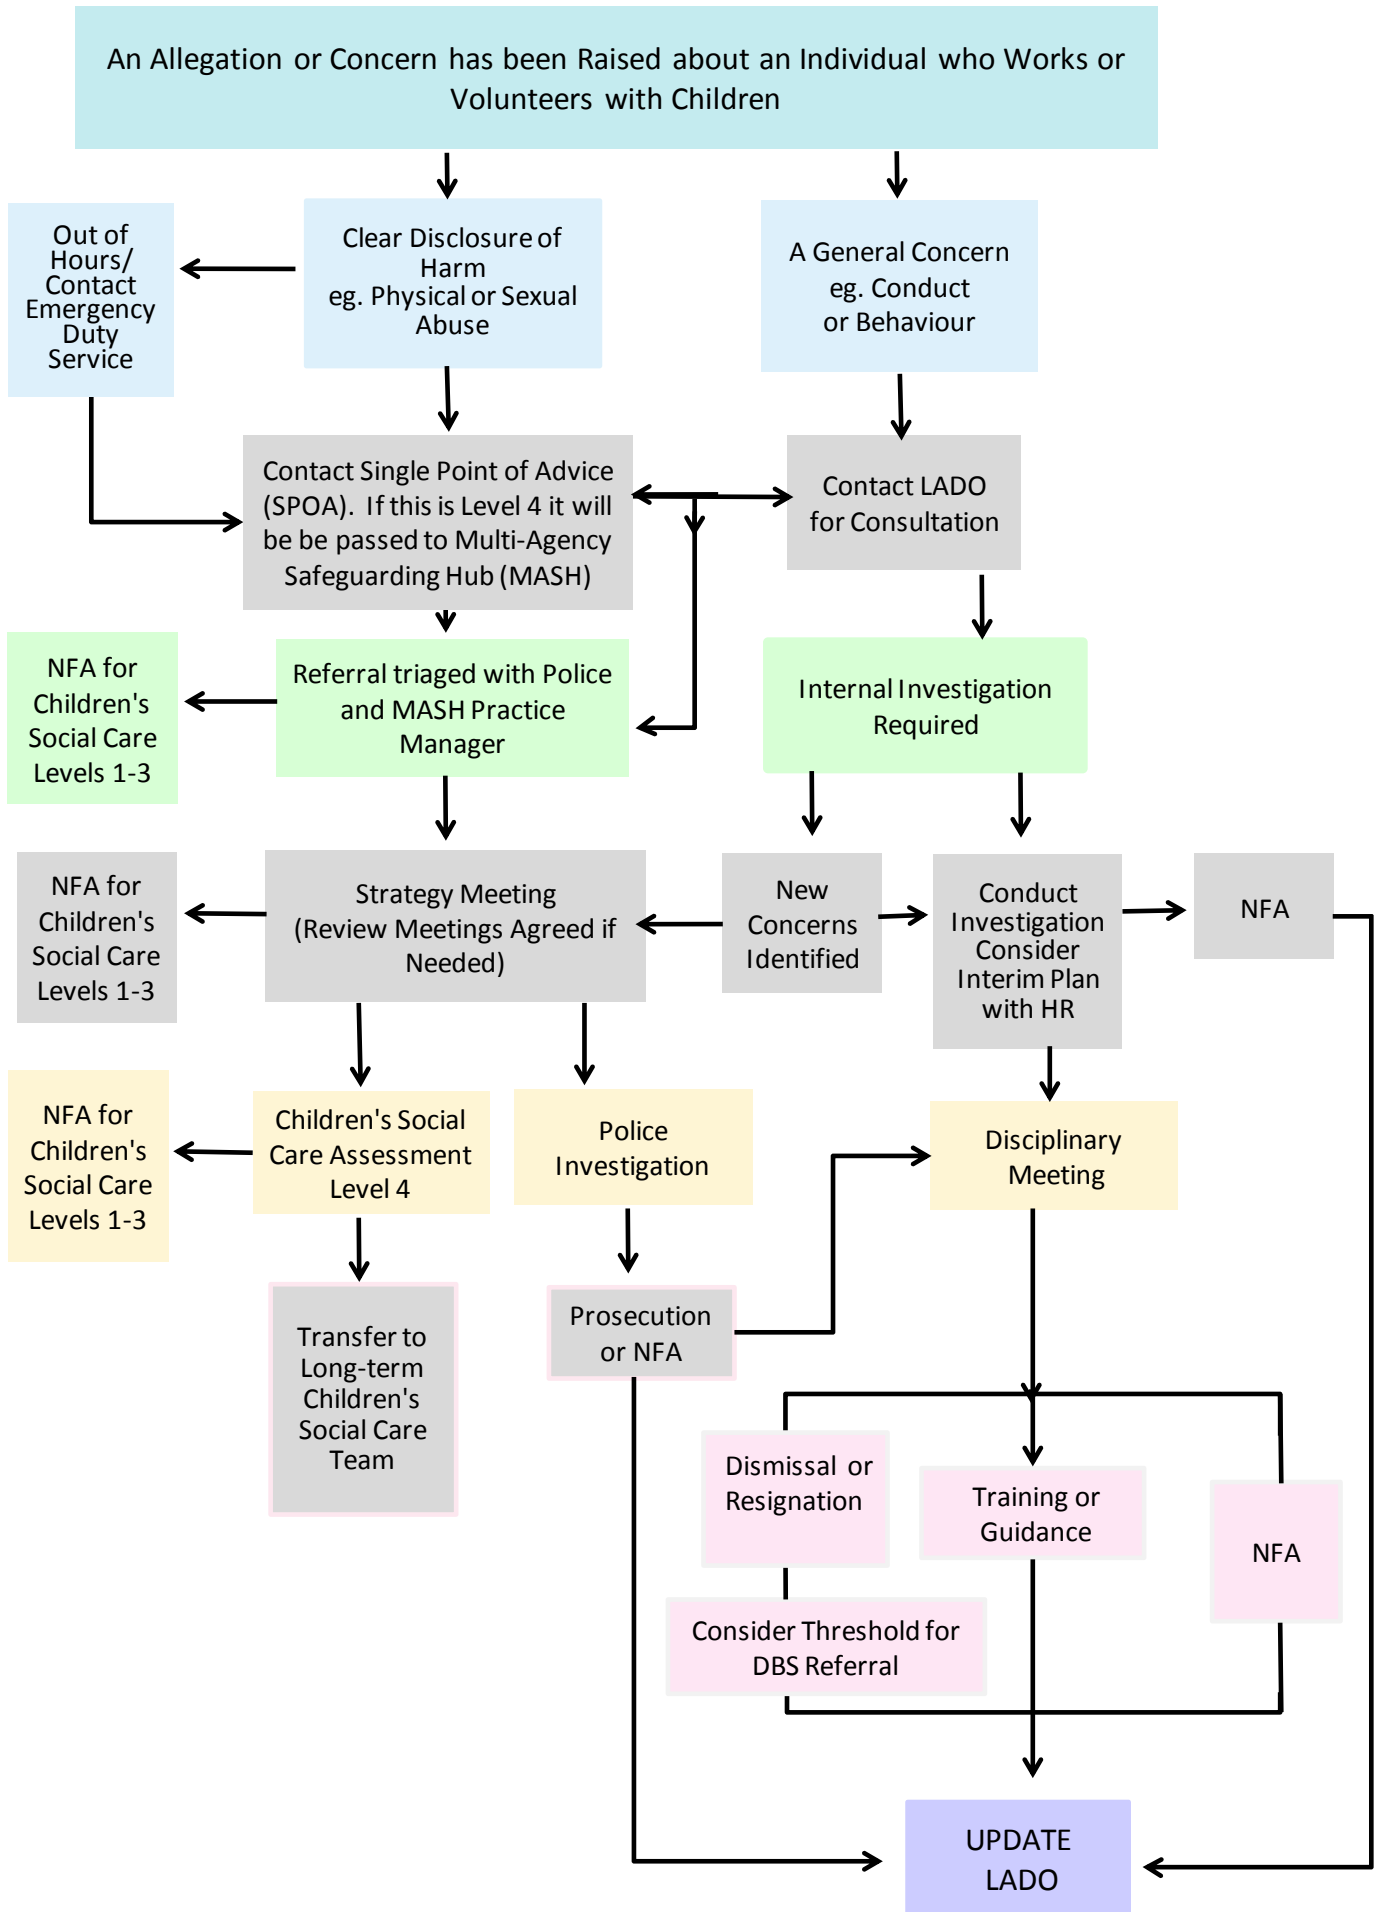 An Allegation or Concern has been Raised about an Individual who Works or
Volunteers with Children
Out of
Hours/
Contact
Emergency
Duty
Service
Clear Disclosure of
Harm
eg. Physical or Sexual
Abuse
A General Concern
eg. Conduct
or Behaviour
Contact Single Point of Advice
(SPOA). If this is Level 4 it will
be be passed to Multi-Agency
Safeguarding Hub (MASH)
Contact LADO
for Consultation
NFA for
Children's
Social Care
Levels 1-3
Referral triaged with Police
and MASH Practice
Manager
Internal Investigation
Required
NFA for
Children's
Social Care
Levels 1-3
Strategy Meeting
(Review Meetings Agreed if
Needed)
New
Concerns
Identified
Conduct
Investigation
Consider
Interim Plan
with HR
NFA
NFA for
Children's
Social Care
Levels 1-3
Children's Social
Care Assessment
Level 4
Police
Investigation
Disciplinary
Meeting
Transfer to
Long-term
Children's
Social Care
Team
Prosecution
or NFA
Dismissal or
Resignation
Training or
Guidance
NFA
Consider Threshold for
DBS Referral
UPDATE
LADO